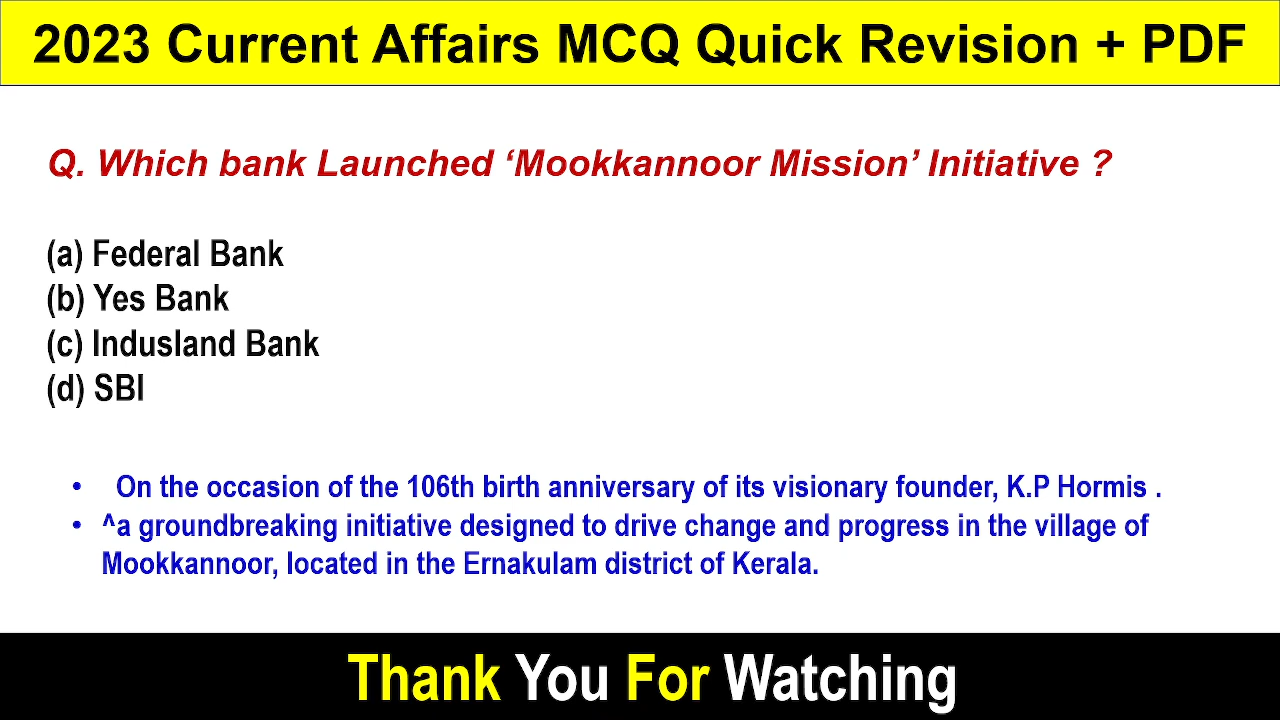 2023 Current Affairs MCQ Quick Revision + PDF
Q. Which bank Launched ‘Mookkannoor Mission’ Initiative ?
(a) Federal Bank
(b) Yes Bank
(c) Indusland Bank
(d) SBI
• On the occasion of the 106th birth anniversary of its visionary founder, K.P Hormis .
• ^a groundbreaking initiative designed to drive change and progress in the village of
Mookkannoor, located in the Ernakulam district of Kerala.
Thank You For Watching